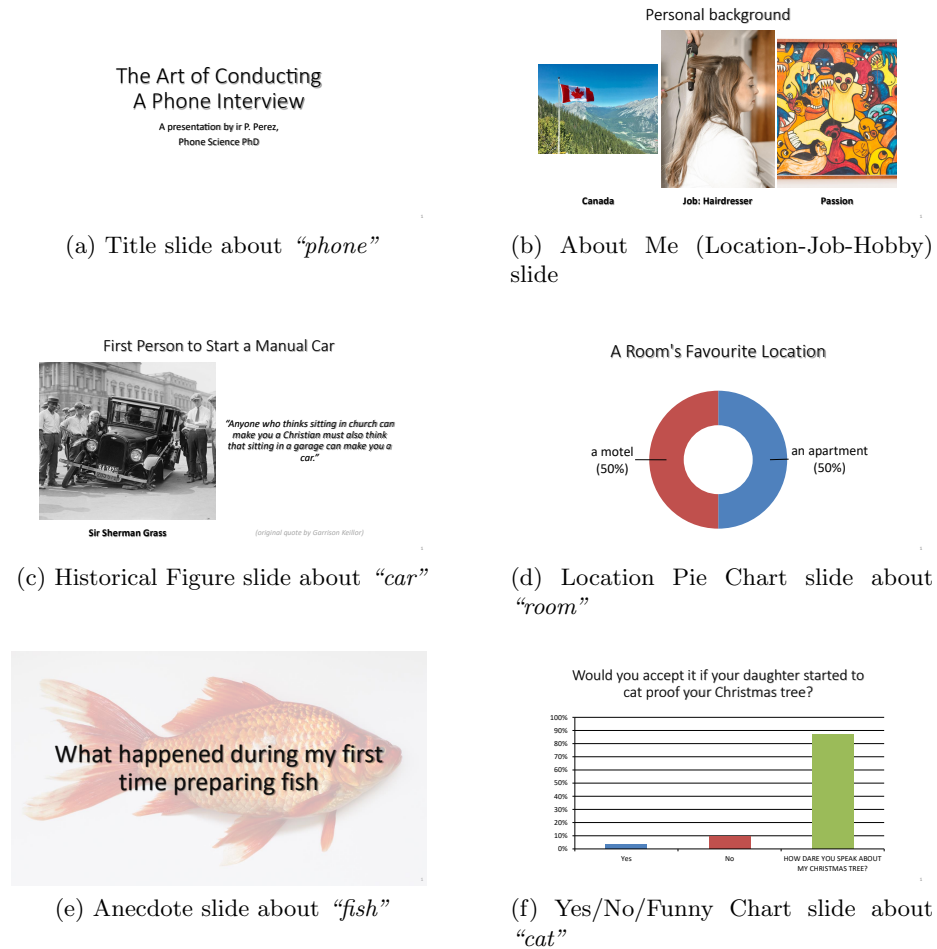 The Art of Conducting
A Phone Interview
A presentation by ir P. Perez,
Phone Science PhD
1
(a) Title slide about “phone”
Personal background
Canada
Job: Hairdresser
Passion
1
(b) About Me (Location-Job-Hobby)
slide
First Person to Start a Manual Car
“Anyone who thinks sitting in church can
make you a Christian must also think
that sitting in a garage can make you a
car.”
Sir Sherman Grass
(original quote by Garrison Keillor)
(c) Historical Figure slide about “car”
A Room's Favourite Location
a motel
(50%)
an apartment
(50%)
(d) Location Pie Chart slide about
“room”
What happened during my first
time preparing fish
(e) Anecdote slide about “fish”
Would you accept it if your daughter started to
cat proof your Christmas tree?
100%
90%
80%
70%
60%
50%
40%
30%
20%
10%
0%
Yes
No
HOW DARE YOU SPEAK ABOUT
MY CHRISTMAS TREE?
(f) Yes/No/Funny Chart slide about
“cat”